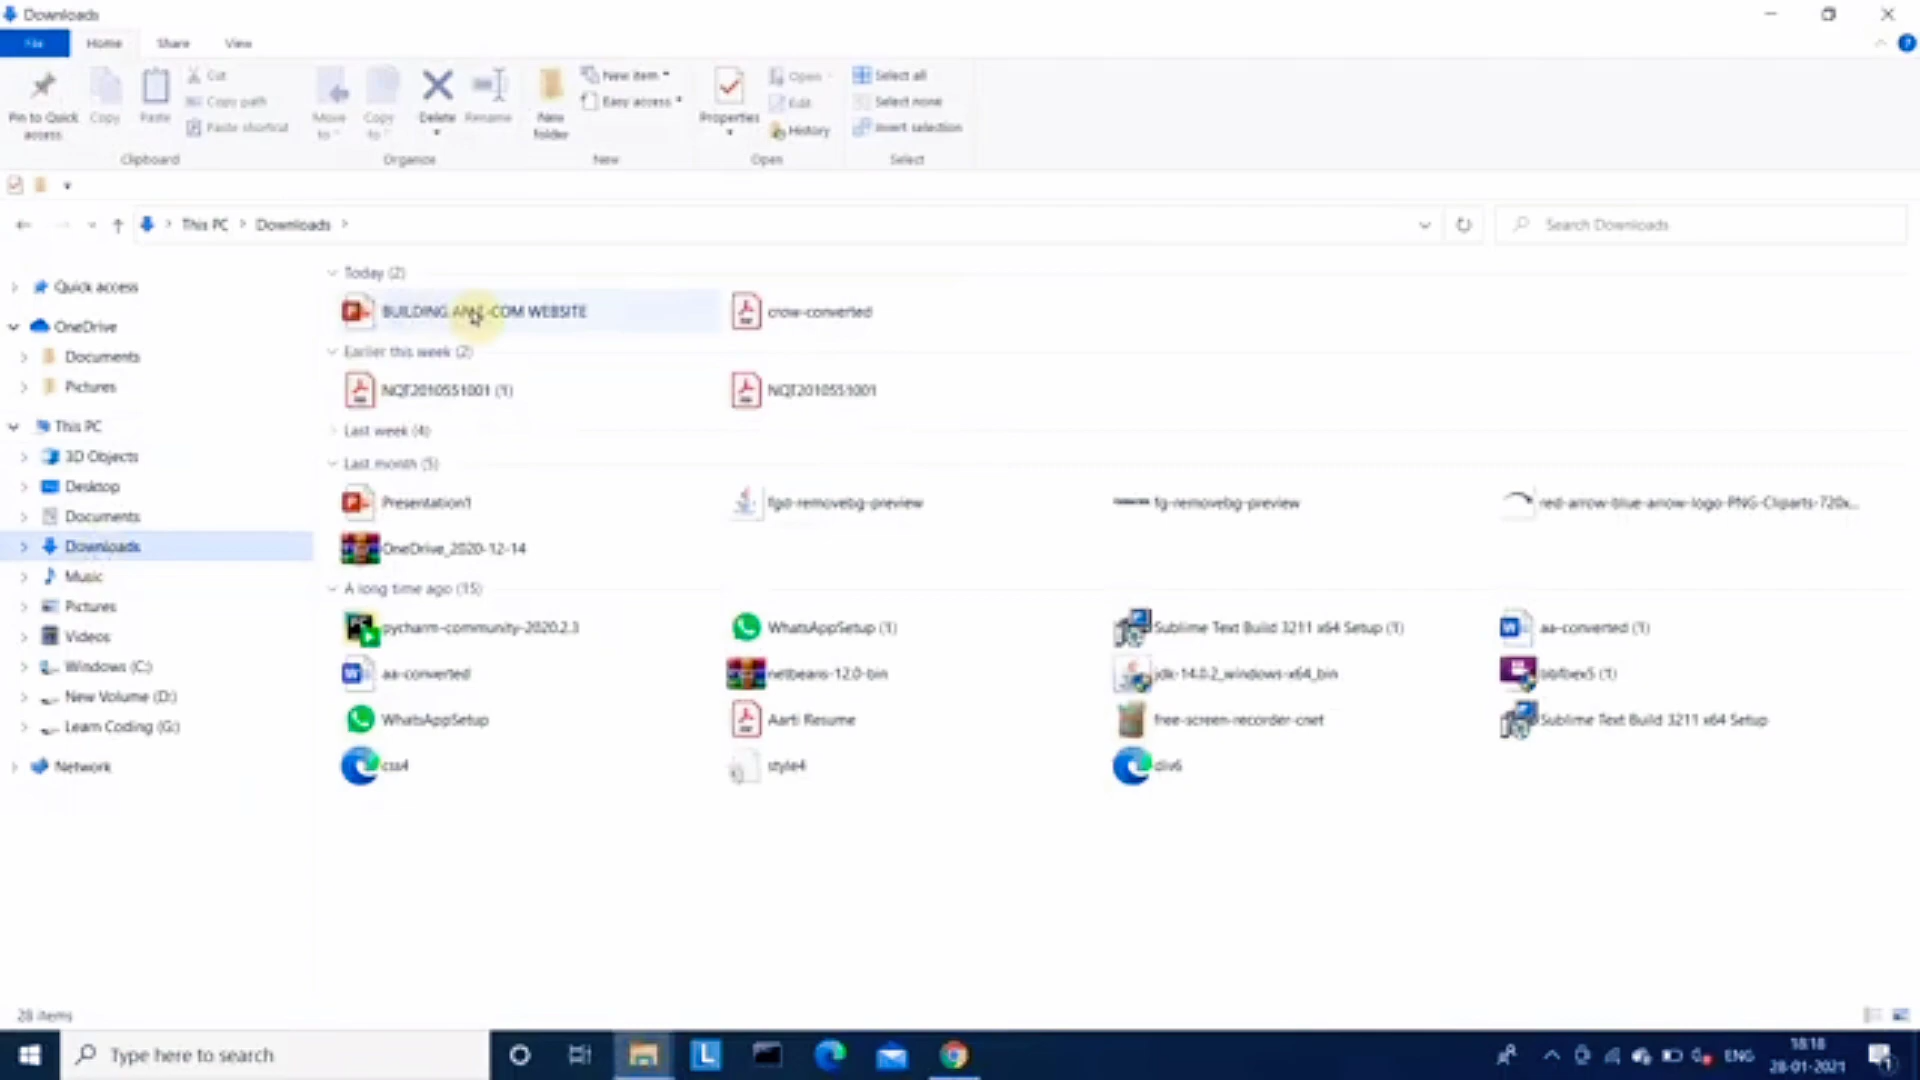 Downloads
File Home Share View
Pin to Quick access
Copy
Paste
Cut
Copy path
Paste shortcut
Clipboard
Move to
Copy to
Delete
Rename
Organize
New folder
New item
Easy access
New
Properties
Open
Edit
History
Open
Select all
Select none
Invert selection
Select
This PC > Downloads >
Search Downloads
Quick access
OneDrive
Documents
Pictures
This PC
3D Objects
Desktop
Documents
Downloads
Music
Pictures
Videos
Windows (C:)
New Volume (D:)
Learn Coding (G:)
Network
Today (2)
BUILDING E-COM WEBSITE crow-converted
Earlier this week (2)
NQT2010551001 (1) NQT2010551001
Last week (4)
Last month (5)
Presentation1 -removebg-preview fg-removebg-preview red-arrow-blue-arrow-logo-PNG-Cliparts-720x...
OneDrive_2020-12-14
A long time ago (15)
pycharm-community-2020.2.3 WhatsAppSetup (1) Sublime Text Build 3211 x64 Setup (1) aa-converted (1)
aa-converted netbeans-12.0-bin jdk-14.0.2_windows-x64_bin (1)
WhatsAppSetup Aarti Resume free-screen-recorder-cnet Sublime Text Build 3211 x64 Setup
css4 style4 div6
28 items
Type here to search
ENG
18:18
28-01-2021